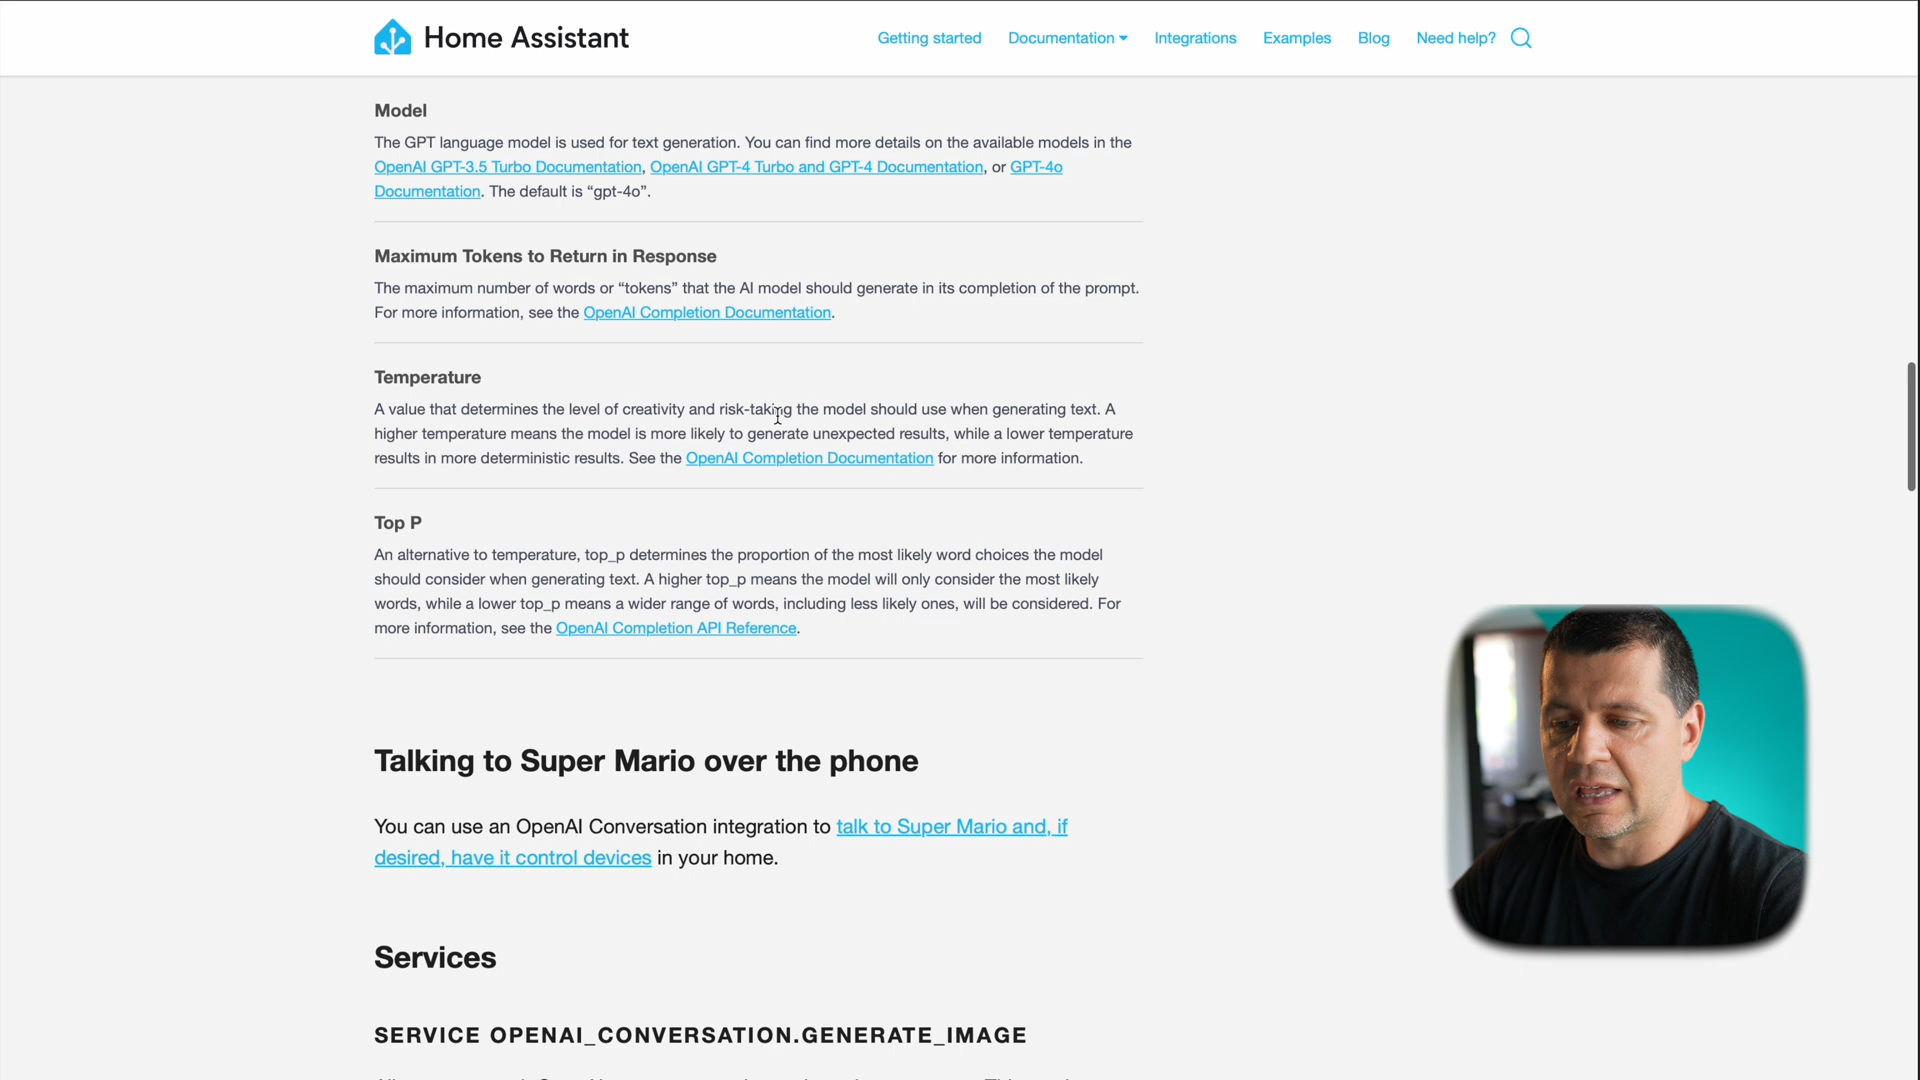 Home Assistant
Getting started
Documentation
Integrations
Examples
Blog
Need help?
Model
The GPT language model is used for text generation. You can find more details on the available models in the
OpenAI GPT-3.5 Turbo Documentation, OpenAI GPT-4 Turbo and GPT-4 Documentation, or GPT-4o
Documentation. The default is “gpt-4o”.
Maximum Tokens to Return in Response
The maximum number of words or “tokens” that the AI model should generate in its completion of the prompt.
For more information, see the OpenAI Completion Documentation.
Temperature
A value that determines the level of creativity and risk-taking the model should use when generating text. A
higher temperature means the model is more likely to generate unexpected results, while a lower temperature
results in more deterministic results. See the OpenAI Completion Documentation for more information.
Top P
An alternative to temperature, top_p determines the proportion of the most likely word choices the model
should consider when generating text. A higher top_p means the model will only consider the most likely
words, while a lower top_p means a wider range of words, including less likely ones, will be considered. For
more information, see the OpenAI Completion API Reference.
Talking to Super Mario over the phone
You can use an OpenAI Conversation integration to talk to Super Mario and, if
desired, have it control devices in your home.
Services
SERVICE OPENAI_CONVERSATION.GENERATE_IMAGE